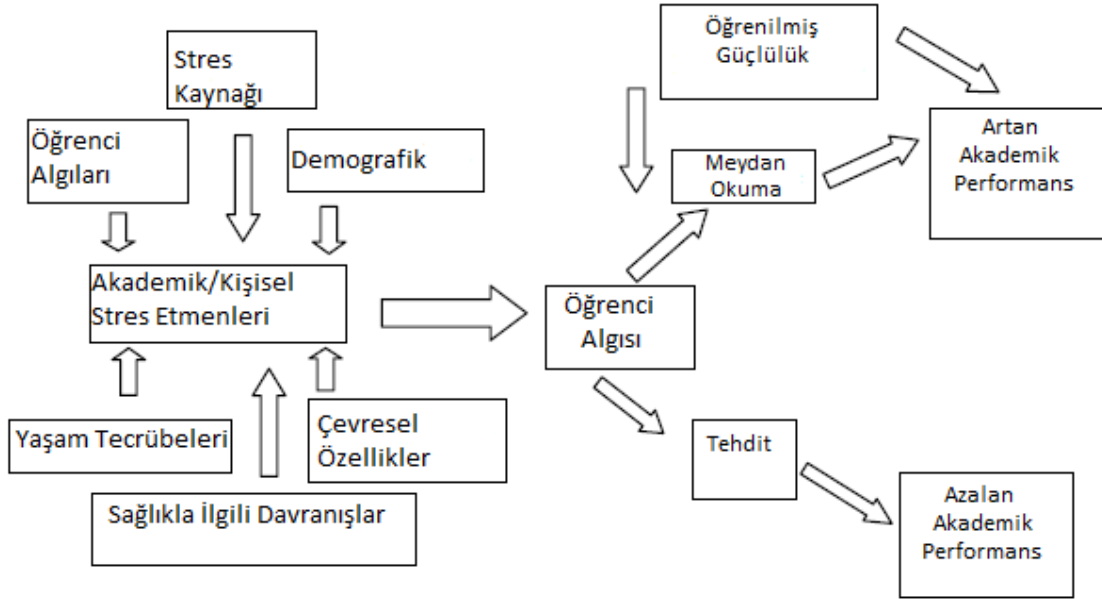 Stres
Kaynağı
Öğrenci
Algıları
Demografik
Akademik/Kişisel
Stres Etmenleri
Yaşam Tecrübeleri
Çevresel
Özellikler
Sağlıkla İlgili Davranışlar
Öğrenci
Algısı
Öğrenilmiş
Güçlülük
Meydan
Okuma
Artan
Akademik
Performans
Tehdit
Azalan
Akademik
Performans